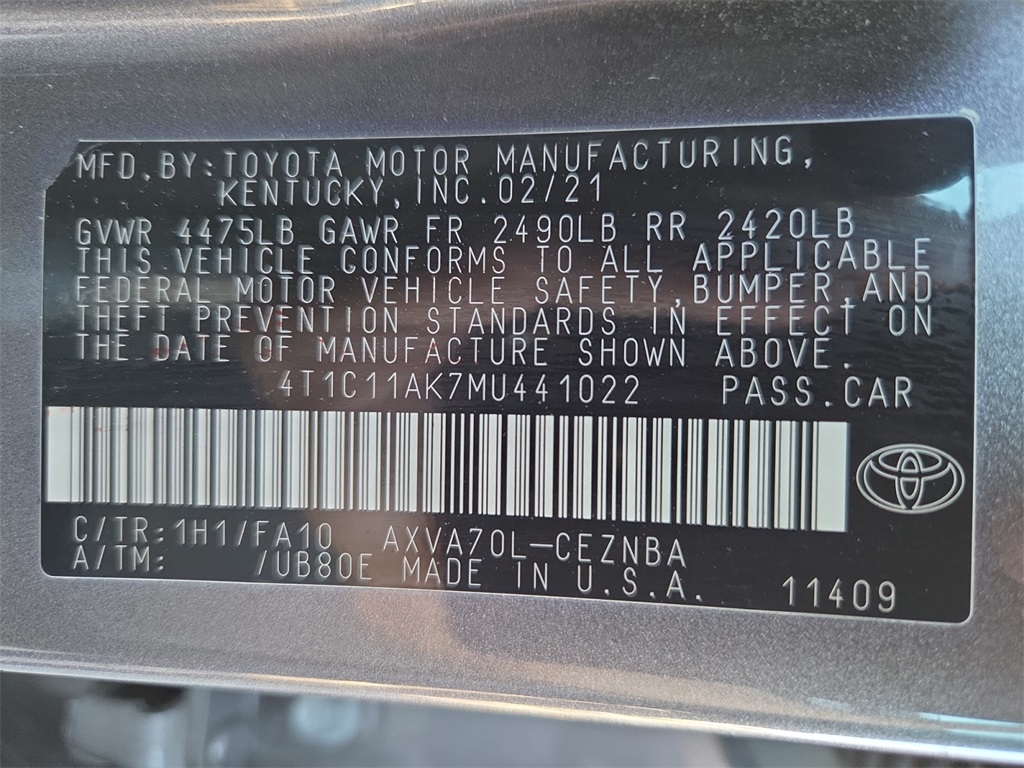 MFD.BY:TOYOTA MOTOR MANUFACTURING,
KENTUCKY,INC.02/21
GVWR 4475LB GAWR FR 2490LB RR 2420LB
THIS VEHICLE CONFORMS TO ALL APPLICABLE
FEDERAL MOTOR VEHICLE SAFETY,BUMPER,AND
THEFT PREVENTION STANDARDS IN EFFECT ON
THE DATE OF MANUFACTURE SHOWN ABOVE.
4T1C11AK7MU441022 PASS.CAR
C/TR:1H1/FA10 AXVA70L-CEZNBA
A/TM: /UB80E MADE IN U.S.A. 11409